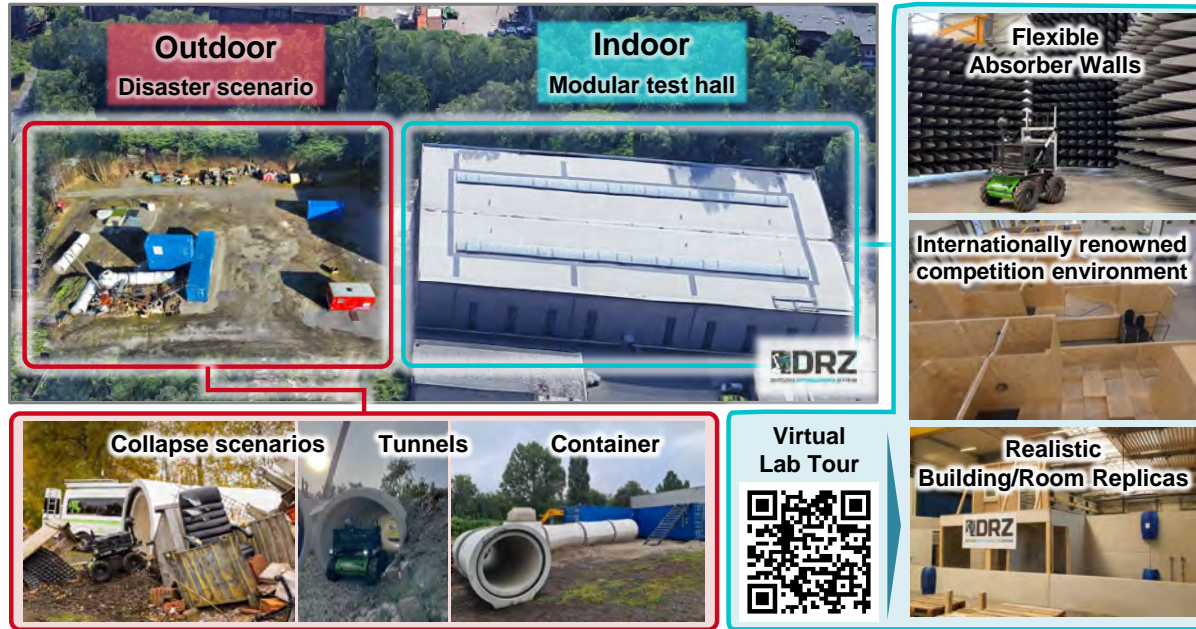 Outdoor
Disaster scenario
Indoor
Modular test hall
DRZ
Flexible
Absorber Walls
Internationally renowned
competition environment
Realistic
Building/Room Replicas
DRZ
Collapse scenarios
Tunnels
Container
Virtual
Lab Tour